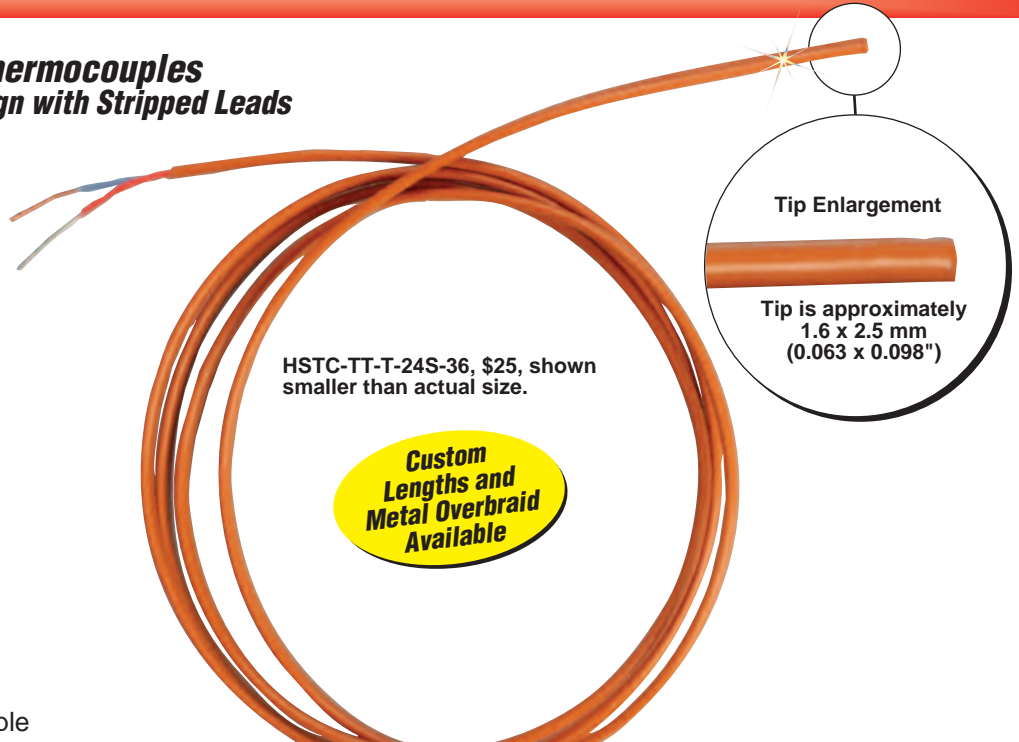 hermocouples
gn with Stripped Leads
Tip Enlargement
Tip is approximately
1.6 x 2.5 mm
(0.063 x 0.098")
HSTC-TT-T-24S-36, $25, shown
smaller than actual size.
Custom
Lengths and
Metal Overbraid
Available
ole